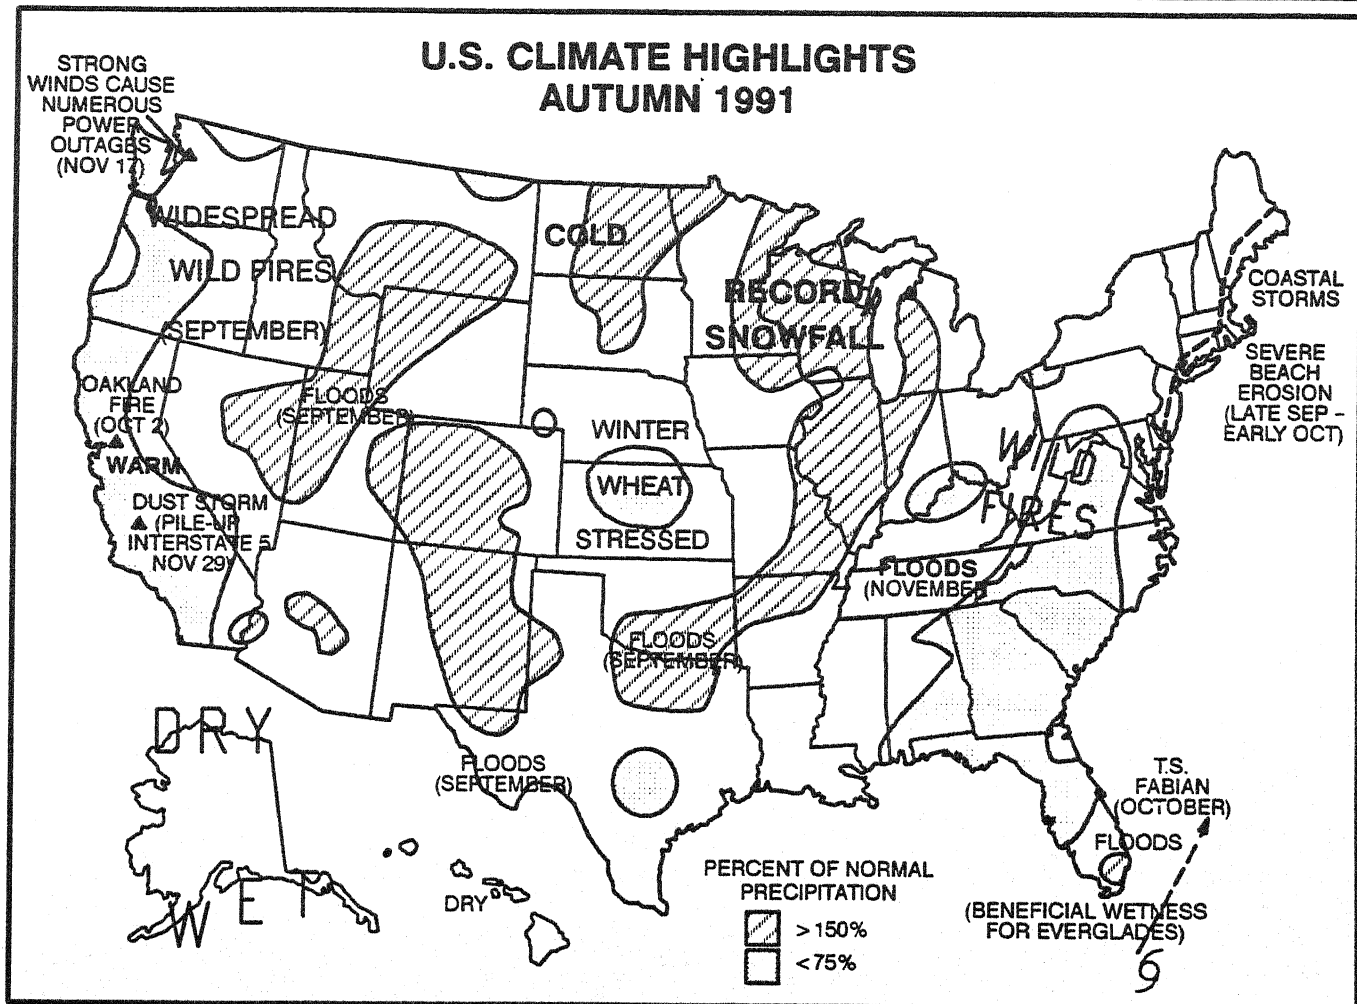 U.S. CLIMATE HIGHLIGHTS
AUTUMN 1991
STRONG
WINDS CAUSE
NUMEROUS
POWER
OUTAGES
(NOV 17)
WIDESPREAD
WILD FIRES
(SEPTEMBER)
COLD
RECORD
SNOWFALL
COASTAL
STORMS
SEVERE
BEACH
EROSION
(LATE SEP -
EARLY OCT)
OAKLAND
FIRE
(OCT 2)
WARM
DUST STORM
(PILE-UP
INTERSTATE 5
NOV 29)
FLOODS
(SEPTEMBER)
WINTER
WHEAT
STRESSED
WILD
FIRES
FLOODS
(NOVEMBER
FLOODS
(SEPTEMBER)
FLOODS
(SEPTEMBER)
DRY
WET
DRY
T.S.
FABIAN
(OCTOBER)
FLOODS
(BENEFICIAL WETNESS
FOR EVERGLADES)
PERCENT OF NORMAL
PRECIPITATION
>150%
<75%